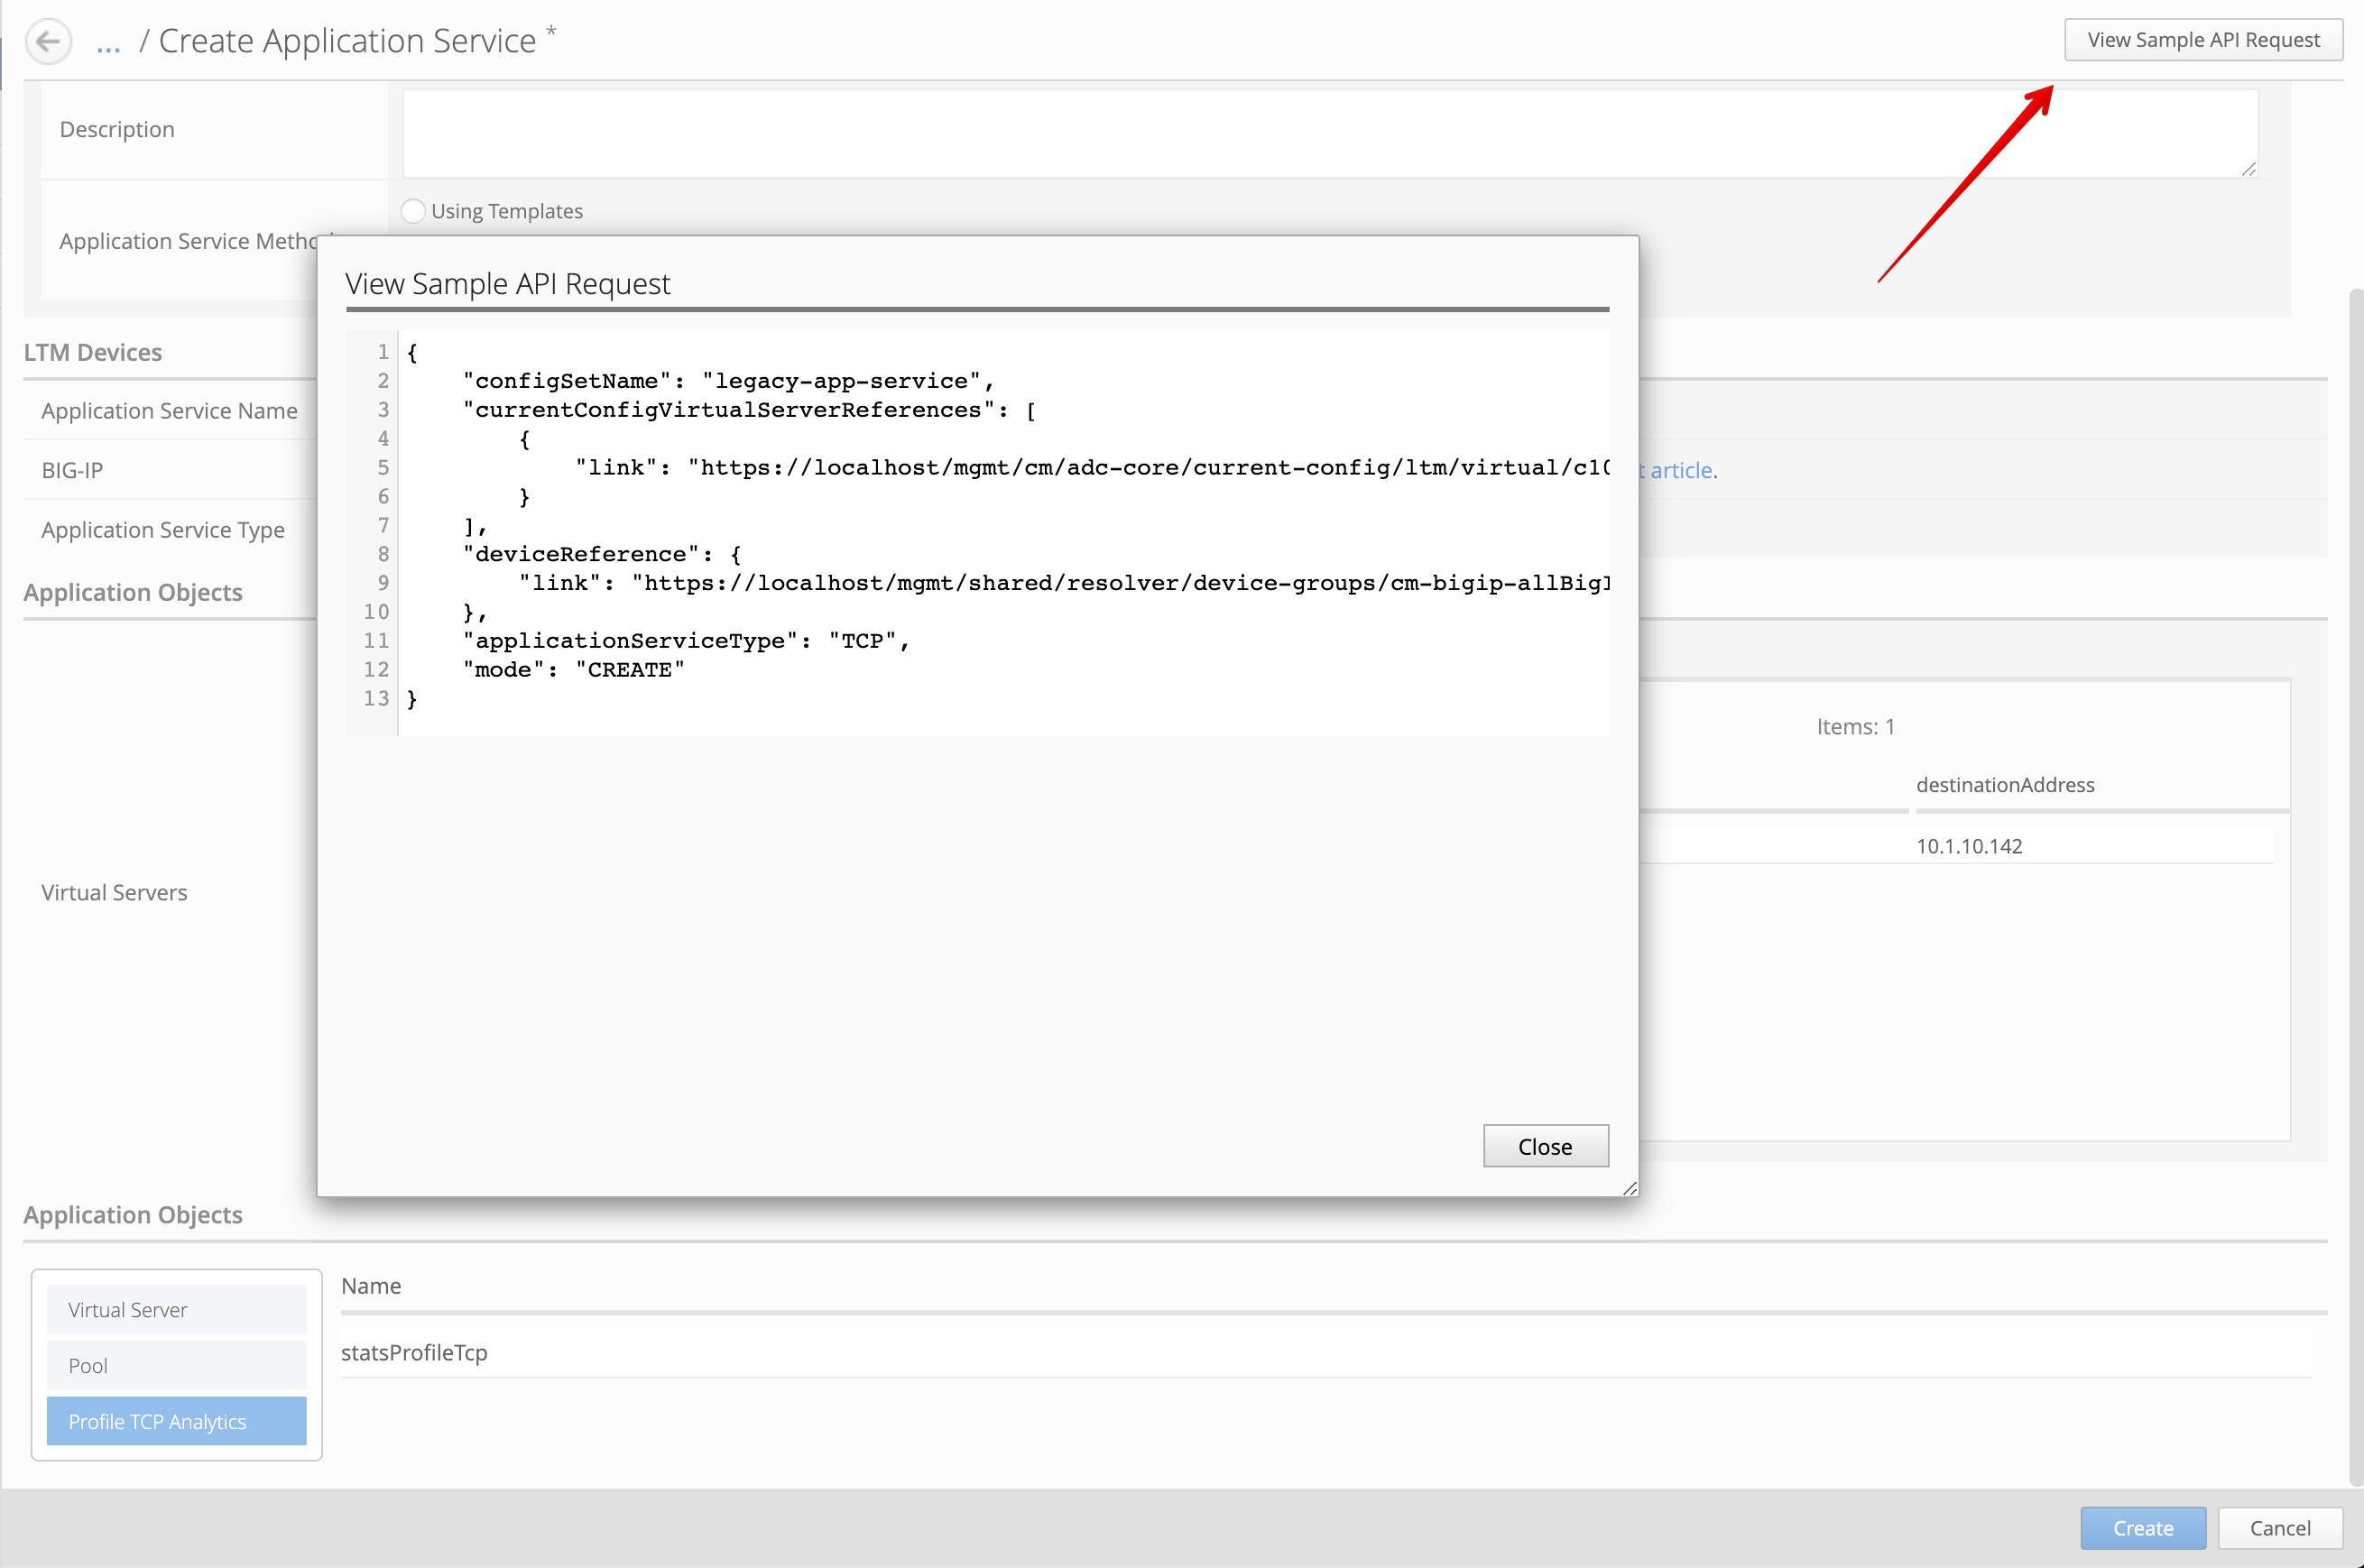 ... / Create Application Service *
View Sample API Request
Description
Using Templates
Application Service Method
View Sample API Request
1 {
2 "configSetName": "legacy-app-service",
3 "currentConfigVirtualServerReferences": [
4 {
5 "link": "https://localhost/mgmt/cm/adc-core/current-config/ltm/virtual/c10
6 }
7 ],
8 "deviceReference": {
9 "link": "https://localhost/mgmt/shared/resolver/device-groups/cm-bigip-allBigI
10 },
11 "applicationServiceType": "TCP",
12 "mode": "CREATE"
13 }
Close
LTM Devices
Application Service Name
BIG-IP
article.
Application Service Type
Application Objects
Items: 1
destinationAddress
10.1.10.142
Virtual Servers
Application Objects
Name
Virtual Server
statsProfileTcp
Pool
Profile TCP Analytics
Create
Cancel